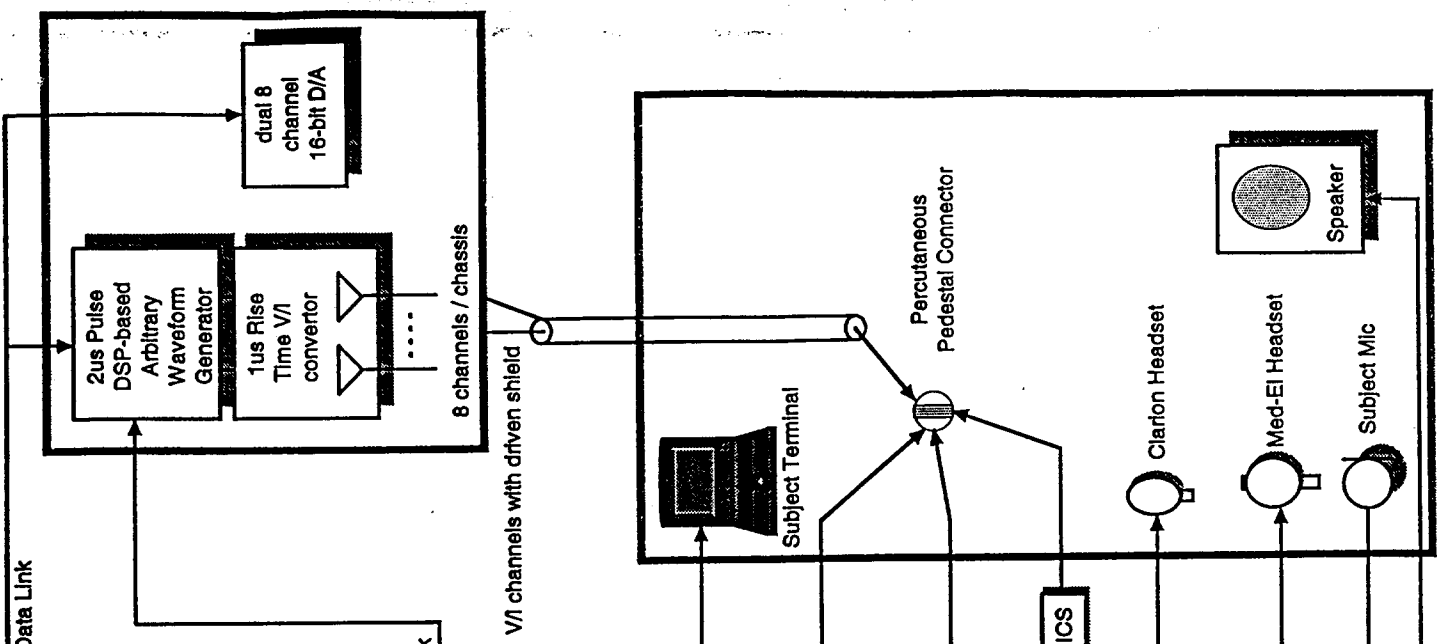 dual 8
channel
16-bit D/A
2us Pulse
DSP-based
Arbitrary
Waveform
Generator
1us Rise
Time V/I
convertor
8 channels / chassis
V/I channels with driven shield
Data Link
Percutaneous
Pedestal Connector
Speaker
Subject Terminal
Clarion Headset
Med-El Headset
Subject Mic
ICS